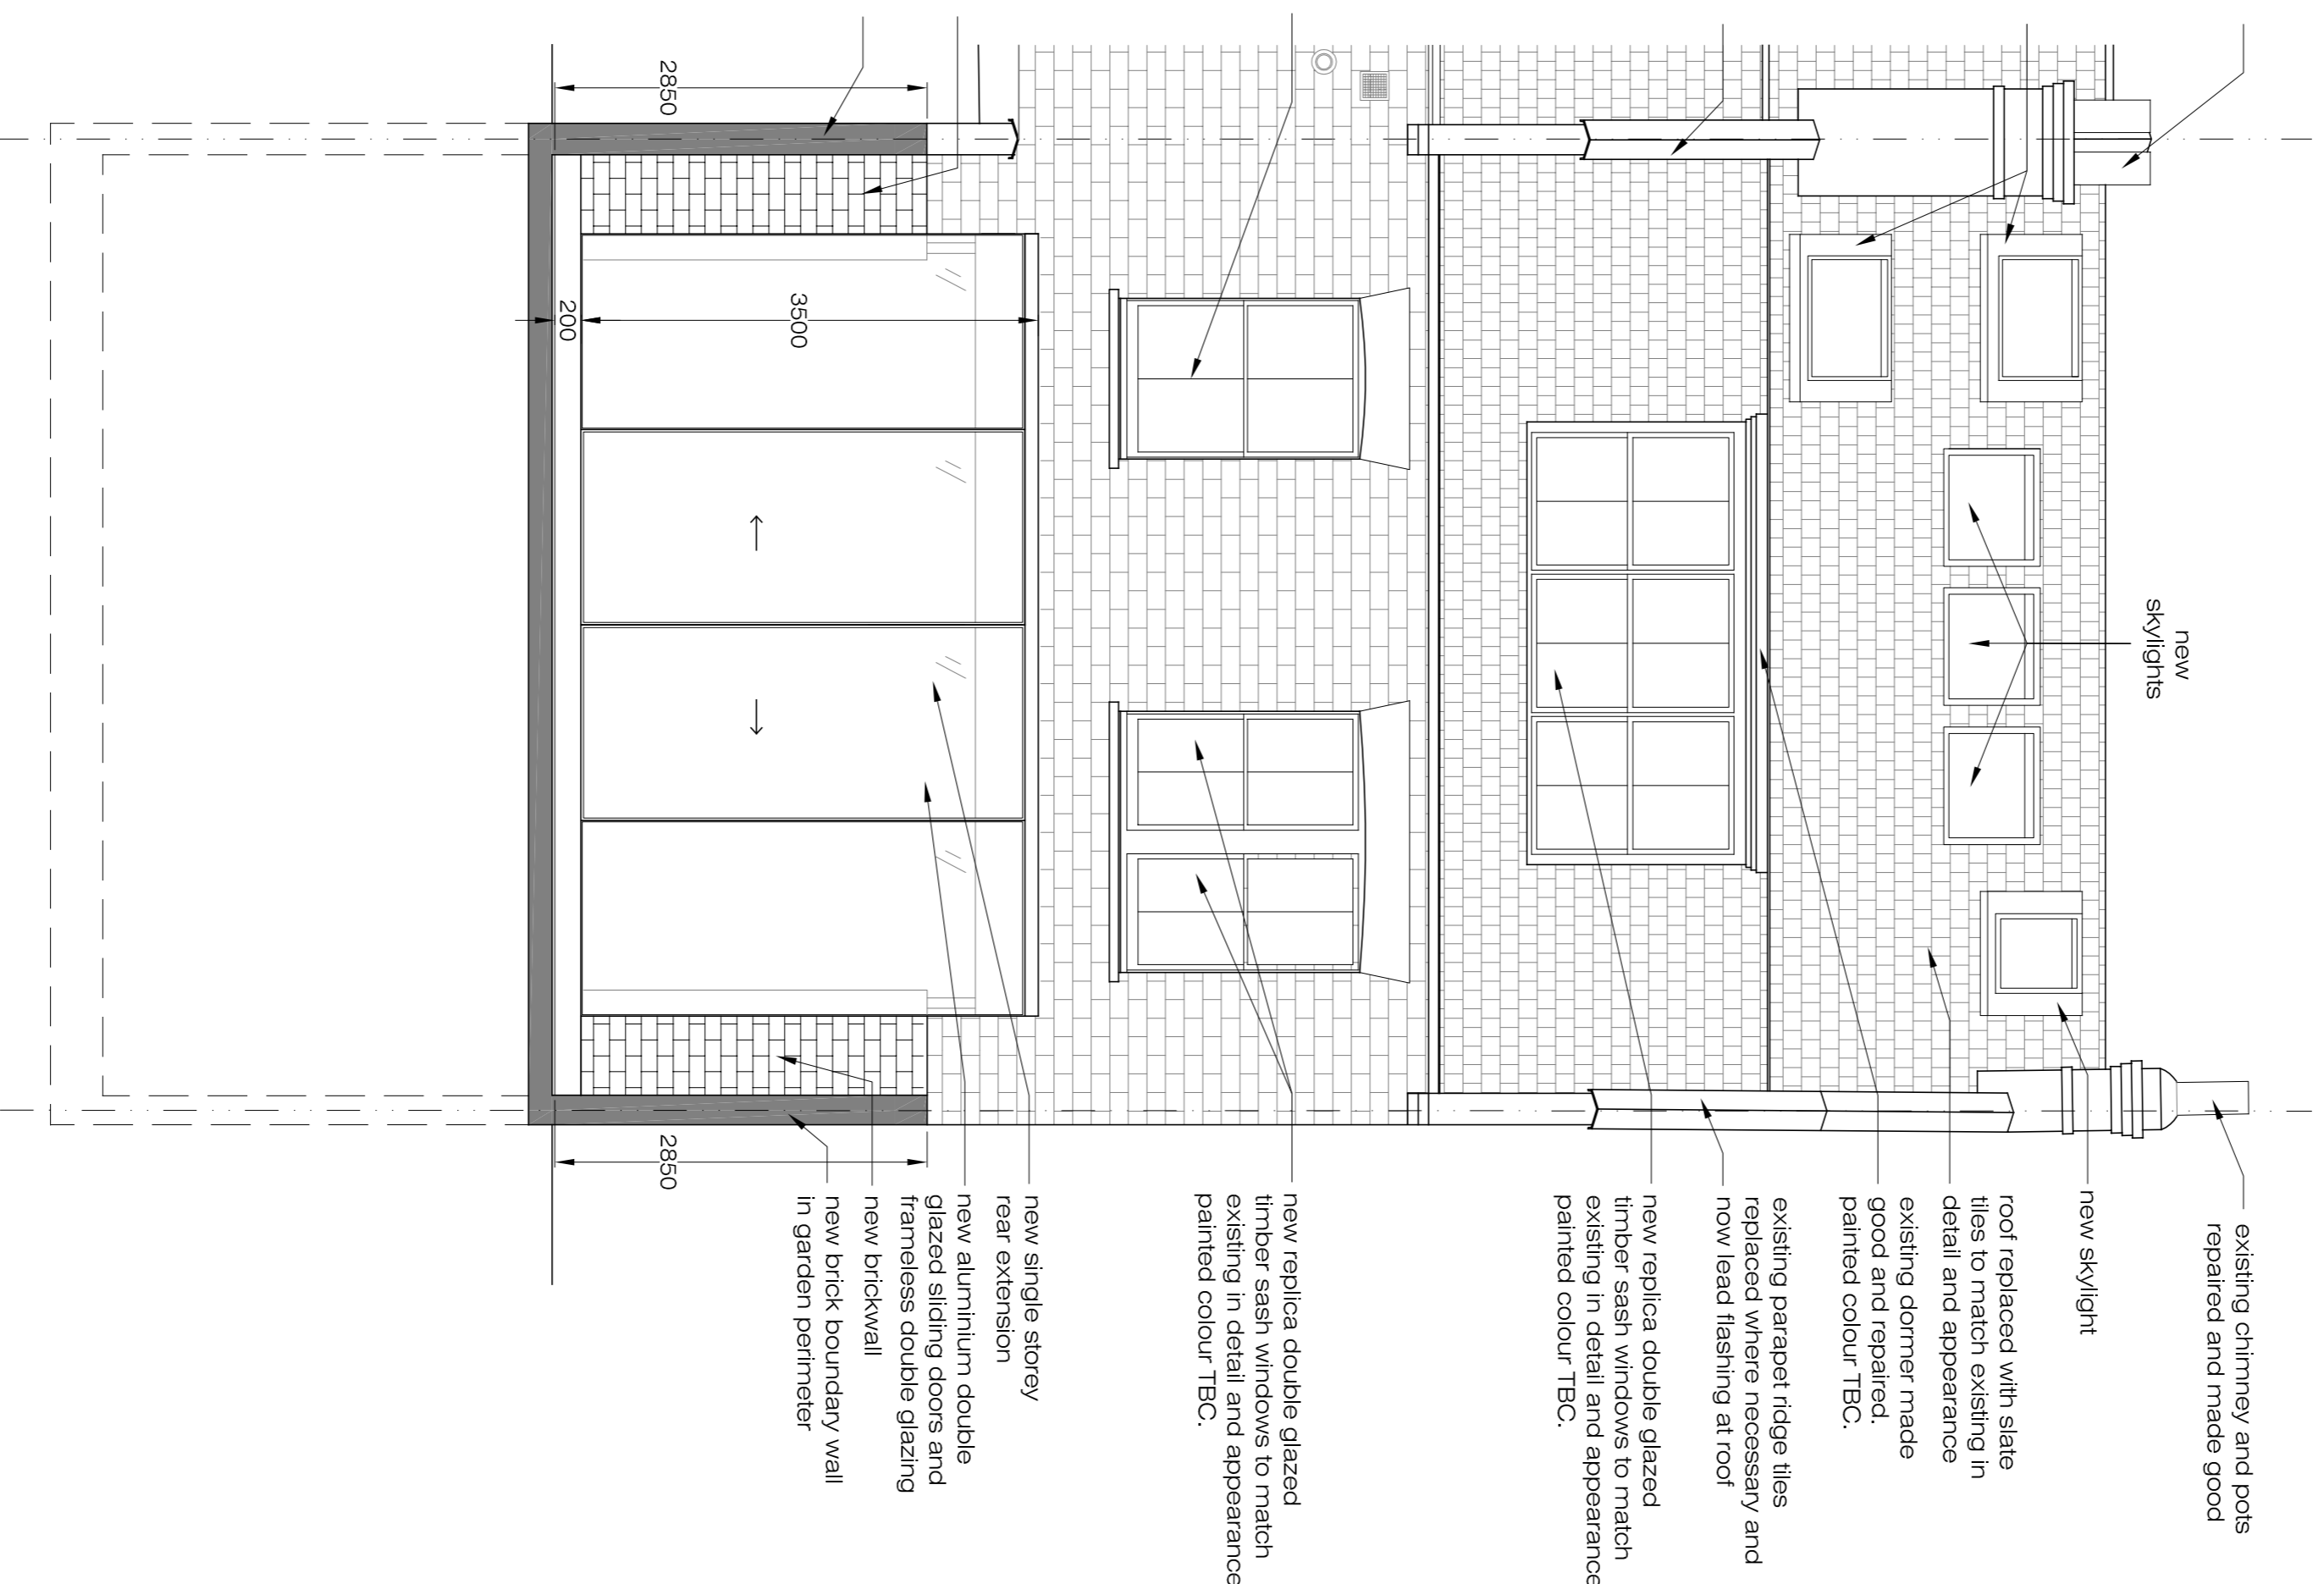 existing chimney and pots
repaired and made good
new
skylights
new skylight
roof replaced with slate
tiles to match existing in
detail and appearance
existing dormer made
good and repaired.
painted colour TBC.
existing parapet ridge tiles
replaced where necessary and
now lead flashing at roof
new replica double glazed
timber sash windows to match
existing in detail and appearance
painted colour TBC.
new replica double glazed
timber sash windows to match
existing in detail and appearance
painted colour TBC.
new single storey
rear extension
new aluminium double
glazed sliding doors and
frameless double glazing
new brickwall
new brick boundary wall
in garden perimeter
2850
3500
200
2850